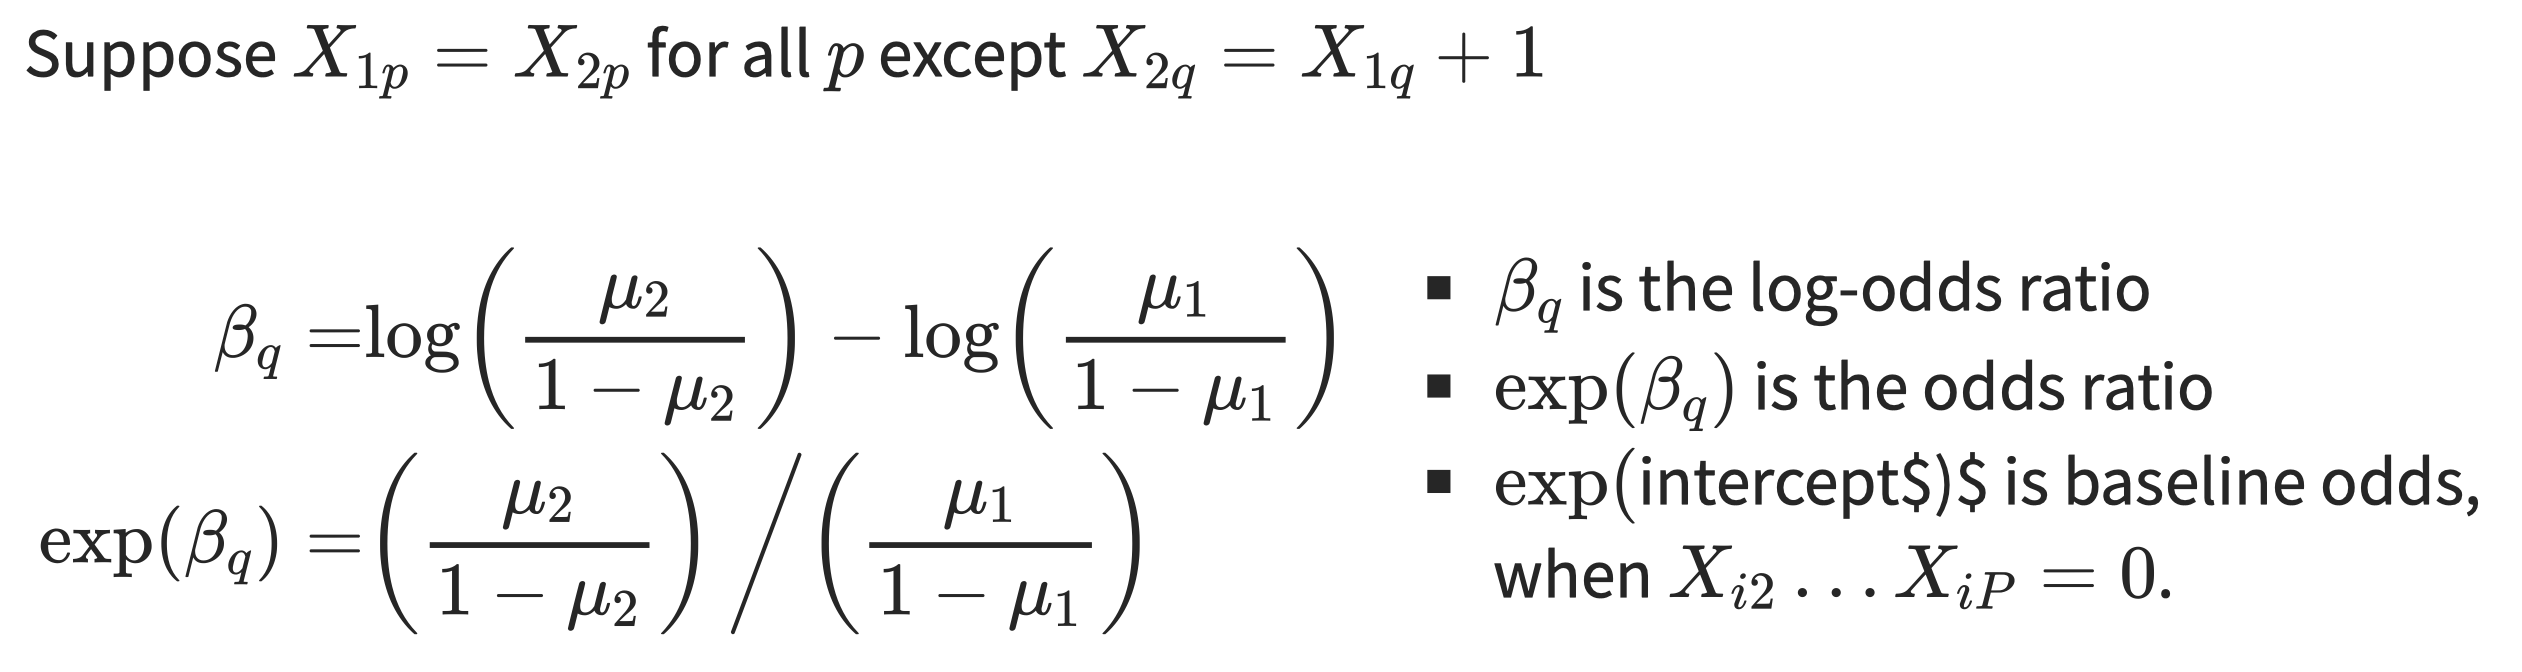 Suppose $X_{1p} = X_{2p}$ for all $p$ except $X_{2q} = X_{1q} + 1$
$\beta_q = \log\left(\frac{\mu_2}{1 - \mu_2}\right) - \log\left(\frac{\mu_1}{1 - \mu_1}\right)$
$\exp(\beta_q) = \left(\frac{\mu_2}{1 - \mu_2}\right) \Big/ \left(\frac{\mu_1}{1 - \mu_1}\right)$
▪ $\beta_q$ is the log-odds ratio
▪ $\exp(\beta_q)$ is the odds ratio
▪ exp(intercept$)$ is baseline odds,
when $X_{i2} \ldots X_{iP} = 0$.